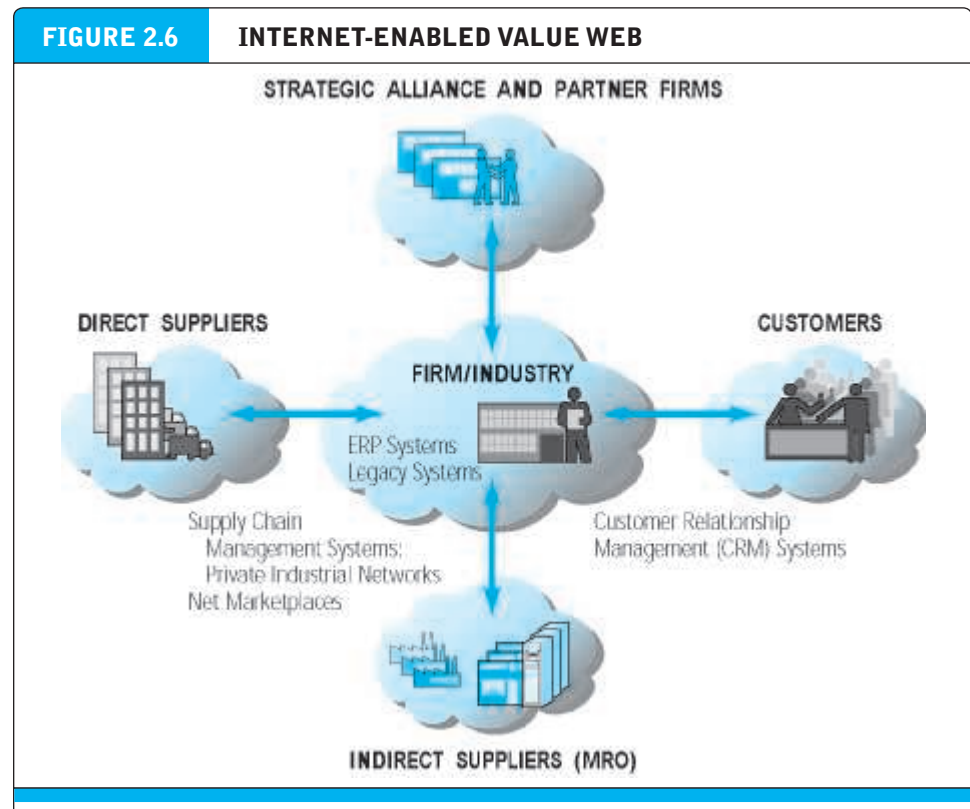 FIGURE 2.6 INTERNET-ENABLED VALUE WEB
STRATEGIC ALLIANCE AND PARTNER FIRMS
DIRECT SUPPLIERS
CUSTOMERS
FIRM/INDUSTRY
ERP Systems
Legacy Systems
Supply Chain
Management Systems:
Private Industrial Networks
Net Marketplaces
Customer Relationship
Management (CRM) Systems
INDIRECT SUPPLIERS (MRO)